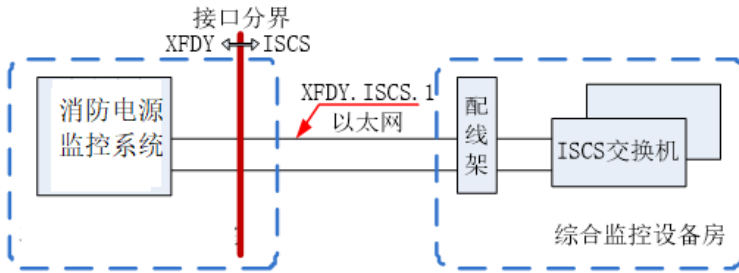 接口分界
XFDY ISCS
消防电源
监控系统
XFDY.ISCS.1
以太网
配
线
架
ISCS交换机
综合监控设备房